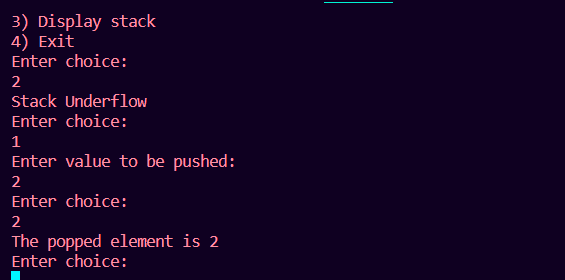 3) Display stack
4) Exit
Enter choice:
2
Stack Underflow
Enter choice:
1
Enter value to be pushed:
2
Enter choice:
2
The popped element is 2
Enter choice: